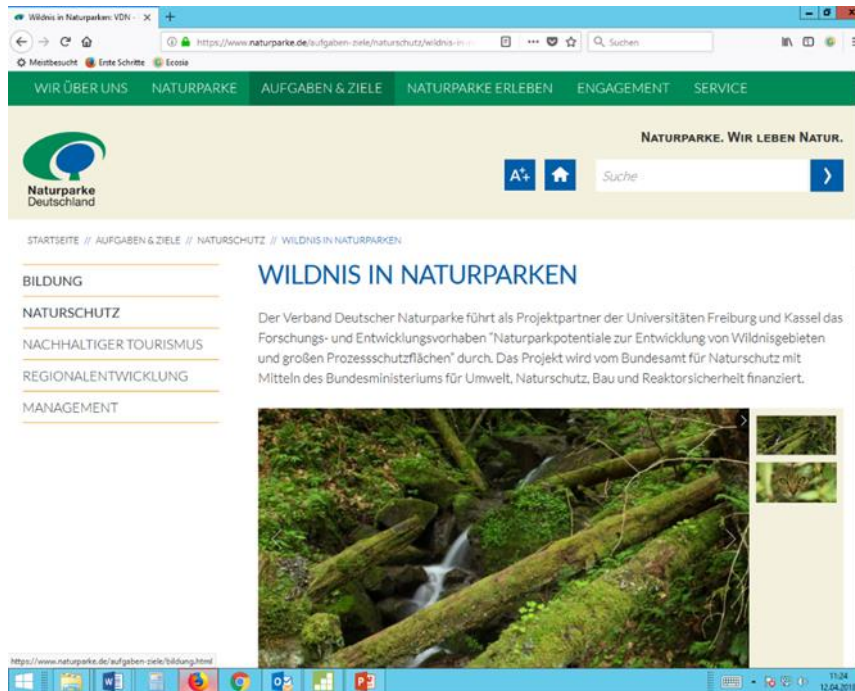 Wildnis in Naturparken: VDN -
https://www.naturparke.de/aufgaben-ziele/naturschutz/wildnis-in-
Suchen
Meistbesucht Erste Schritte Ecosia
WIR ÜBER UNS NATURPARKE AUFGABEN & ZIELE NATURPARKE ERLEBEN ENGAGEMENT SERVICE
NATURPARKE. WIR LEBEN NATUR.
A++ Suche
Naturparke
Deutschland
STARTSEITE // AUFGABEN & ZIELE // NATURSCHUTZ // WILDNIS IN NATURPARKEN
BILDUNG
NATURSCHUTZ
NACHHALTIGER TOURISMUS
REGIONALENTWICKLUNG
MANAGEMENT
WILDNIS IN NATURPARKEN
Der Verband Deutscher Naturparke führt als Projektpartner der Universitäten Freiburg und Kassel das
Forschungs- und Entwicklungsvorhaben "Naturparkpotentiale zur Entwicklung von Wildnisgebieten
und großen Prozessschutzflächen" durch. Das Projekt wird vom Bundesamt für Naturschutz mit
Mitteln des Bundesministeriums für Umwelt, Naturschutz, Bau und Reaktorsicherheit finanziert.
https://www.naturparke.de/aufgaben-ziele/bildung.html
11:24
12.04.2018